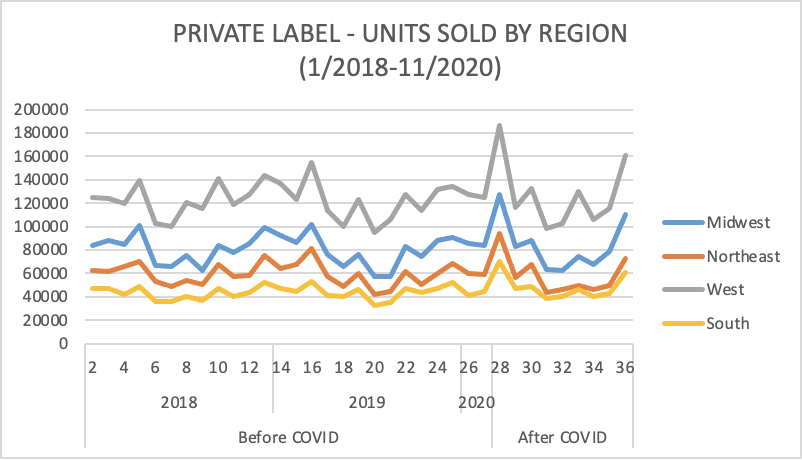 PRIVATE LABEL - UNITS SOLD BY REGION
(1/2018-11/2020)
200000
180000
160000
140000
120000
100000
80000
60000
40000
20000
0
Midwest
Northeast
West
South
2 4 6 8 10 12 14 16 18 20 22 24 26 28 30 32 34 36
2018 2019 2020
Before COVID After COVID